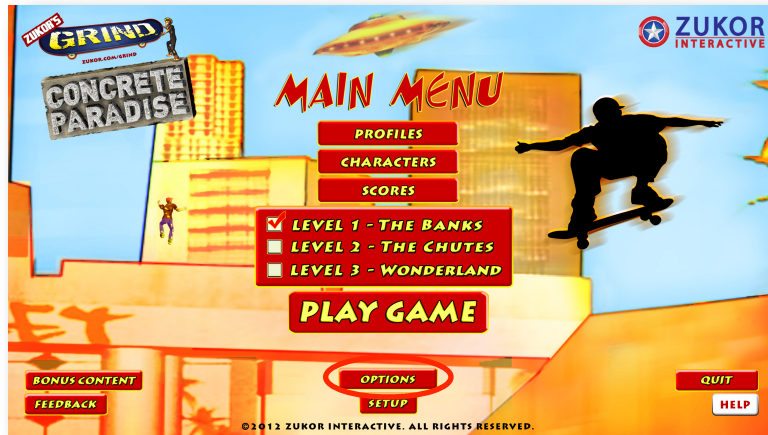 ZUKOR'S
GRIND
ZUKOR.COM/GRIND
CONCRETE
PARADISE
ZUKOR
INTERACTIVE
MAIN MENU
PROFILES
CHARACTERS
SCORES
LEVEL 1 - THE BANKS
LEVEL 2 - THE CHUTES
LEVEL 3 - WONDERLAND
PLAY GAME
BONUS CONTENT
OPTIONS
QUIT
FEEDBACK
SETUP
HELP
©2012 ZUKOR INTERACTIVE. ALL RIGHTS RESERVED.